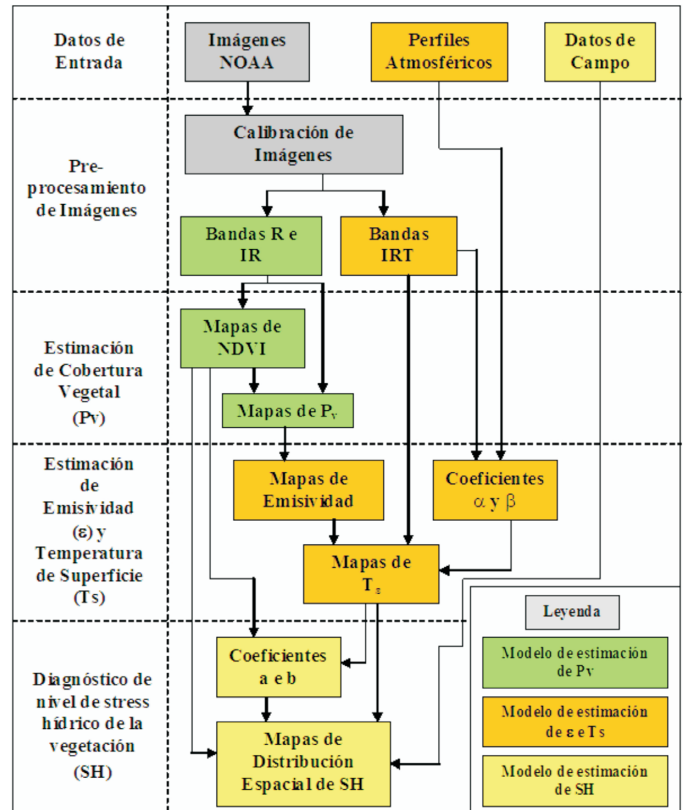 Datos de
Entrada
Imágenes
NOAA
Perfiles
Atmosféricos
Datos de
Campo
Pre-
procesamiento
de Imágenes
Calibración de
Imágenes
Bandas R e
IR
Bandas
IRT
Estimación
de Cobertura
Vegetal
(Pv)
Mapas de
NDVI
Mapas de Pv
Estimación
de
Emisividad
(ε) y
Temperatura
de Superficie
(Ts)
Mapas de
Emisividad
Coeficientes
α y β
Mapas de
Ts
Diagnóstico de
nivel de stress
hídrico de la
vegetación
(SH)
Coeficientes
a e b
Mapas de
Distribución
Espacial de SH
Leyenda
Modelo de estimación
de Pv
Modelo de estimación
de ε e Ts
Modelo de estimación
de SH